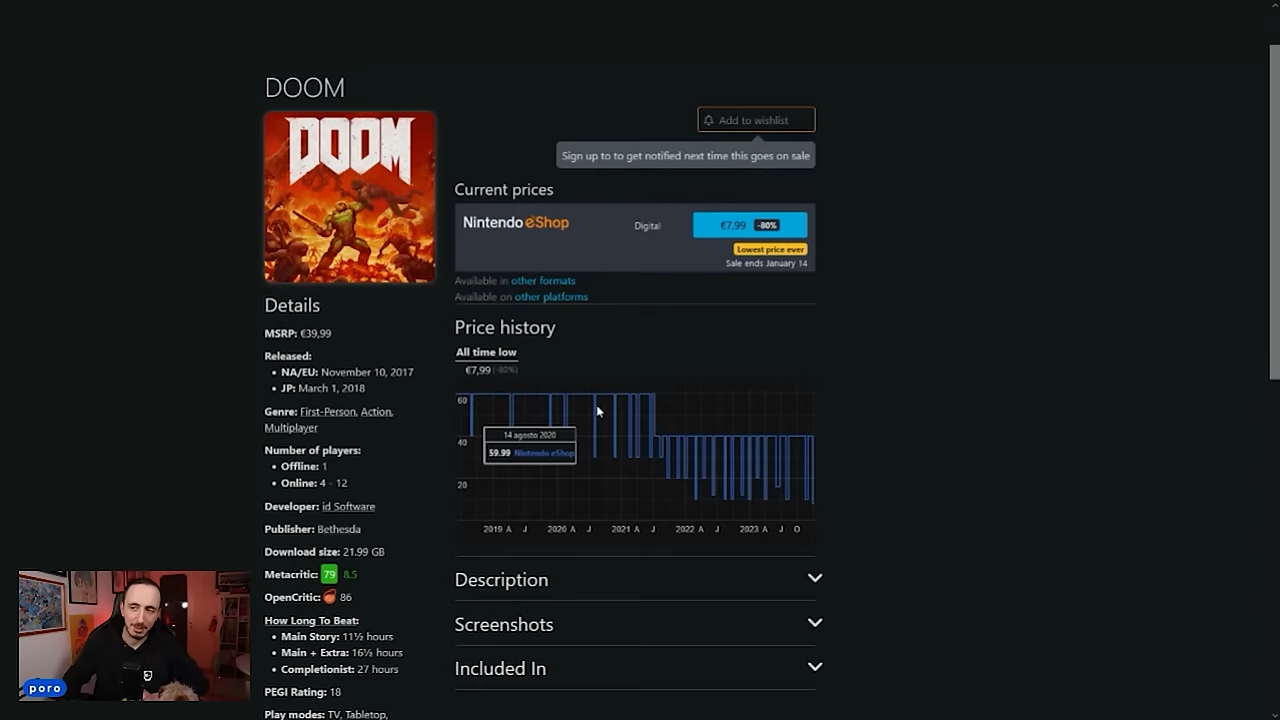 DOOM
DOOM
Add to wishlist
Sign up to to get notified next time this goes on sale
Current prices
Nintendo eShop
Digital
€7,99 -80%
Lowest price ever
Sale ends January 14
Available in other formats
Available on other platforms
Details
MSRP: €39,99
Released:
NA/EU: November 10, 2017
JP: March 1, 2018
Genre: First-Person, Action,
Multiplayer
Number of players:
Offline: 1
Online: 4 - 12
Developer: id Software
Publisher: Bethesda
Download size: 21.99 GB
Metacritic: 79 8.5
OpenCritic: 86
How Long To Beat:
Main Story: 11½ hours
Main + Extra: 16½ hours
Completionist: 27 hours
PEGI Rating: 18
Play modes: TV, Tabletop,
Price history
All time low
€7,99 (-80%)
60
40
20
14 agosto 2020
59.99 Nintendo eShop
2019 A J 2020 A J 2021 A J 2022 A J 2023 A J O
Description
Screenshots
Included In
poro